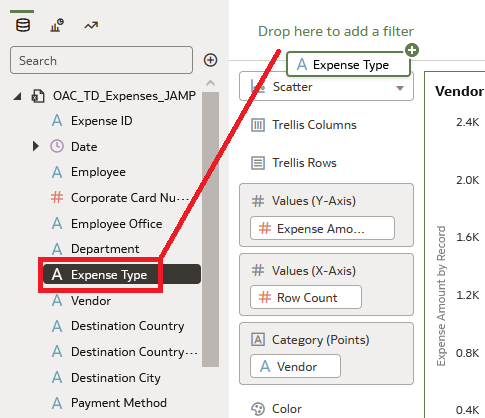 Drop here to add a filter
A Expense Type
Search
OAC_TD_Expenses_JAMP
A Expense ID
Date
A Employee
# Corporate Card Nu...
A Employee Office
A Department
A Expense Type
A Vendor
A Destination Country
A Destination Country...
A Destination City
A Payment Method
Scatter
Trellis Columns
Trellis Rows
# Values (Y-Axis)
# Expense Amo...
# Values (X-Axis)
# Row Count
A Category (Points)
A Vendor
Color
Vendor
2.4K
2.0K
1.6K
1.2K
0.8K
0.4K
Expense Amount by Record